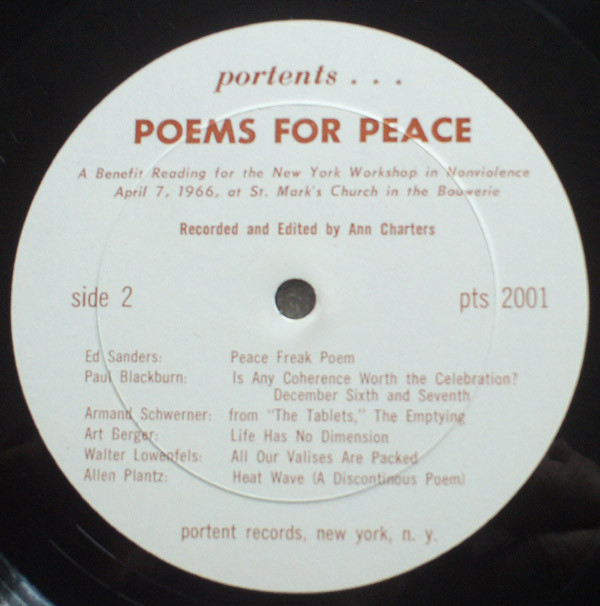 portents . . .
POEMS FOR PEACE
A Benefit Reading for the New York Workshop in Nonviolence
April 7, 1966, at St. Mark's Church in the Bouwerie
Recorded and Edited by Ann Charters
side 2 pts 2001
Ed Sanders: Peace Freak Poem
Paul Blackburn: Is Any Coherence Worth the Celebration?
December Sixth and Seventh
Armand Schwerner: from "The Tablets," The Emptying
Art Berger: Life Has No Dimension
Walter Lowenfels: All Our Valises Are Packed
Allen Plantz: Heat Wave (A Discontinous Poem)
portent records, new york, n. y.